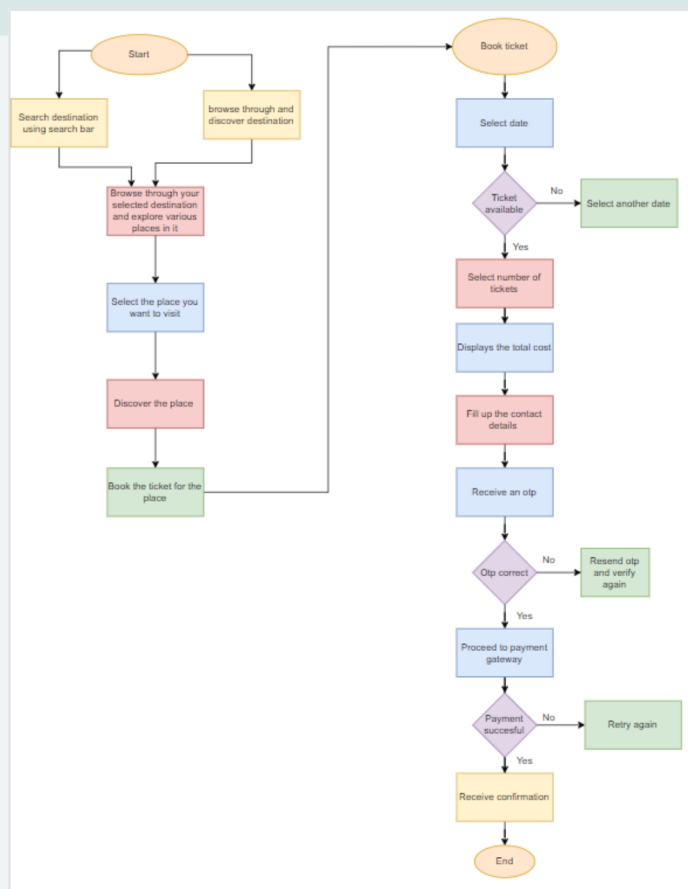 Start
Search destination
using search bar
browse through and
discover destination
Browse through your
selected destination
and explore various
places in it
Select the place you
want to visit
Discover the place
Book the ticket for the
place
Book ticket
Select date
Ticket
available
No
Select another date
Yes
Select number of
tickets
Displays the total cost
Fill up the contact
details
Receive an otp
Otp correct
No
Resend otp
and verify
again
Yes
Proceed to payment
gateway
Payment
succesful
No
Retry again
Yes
Receive confirmation
End